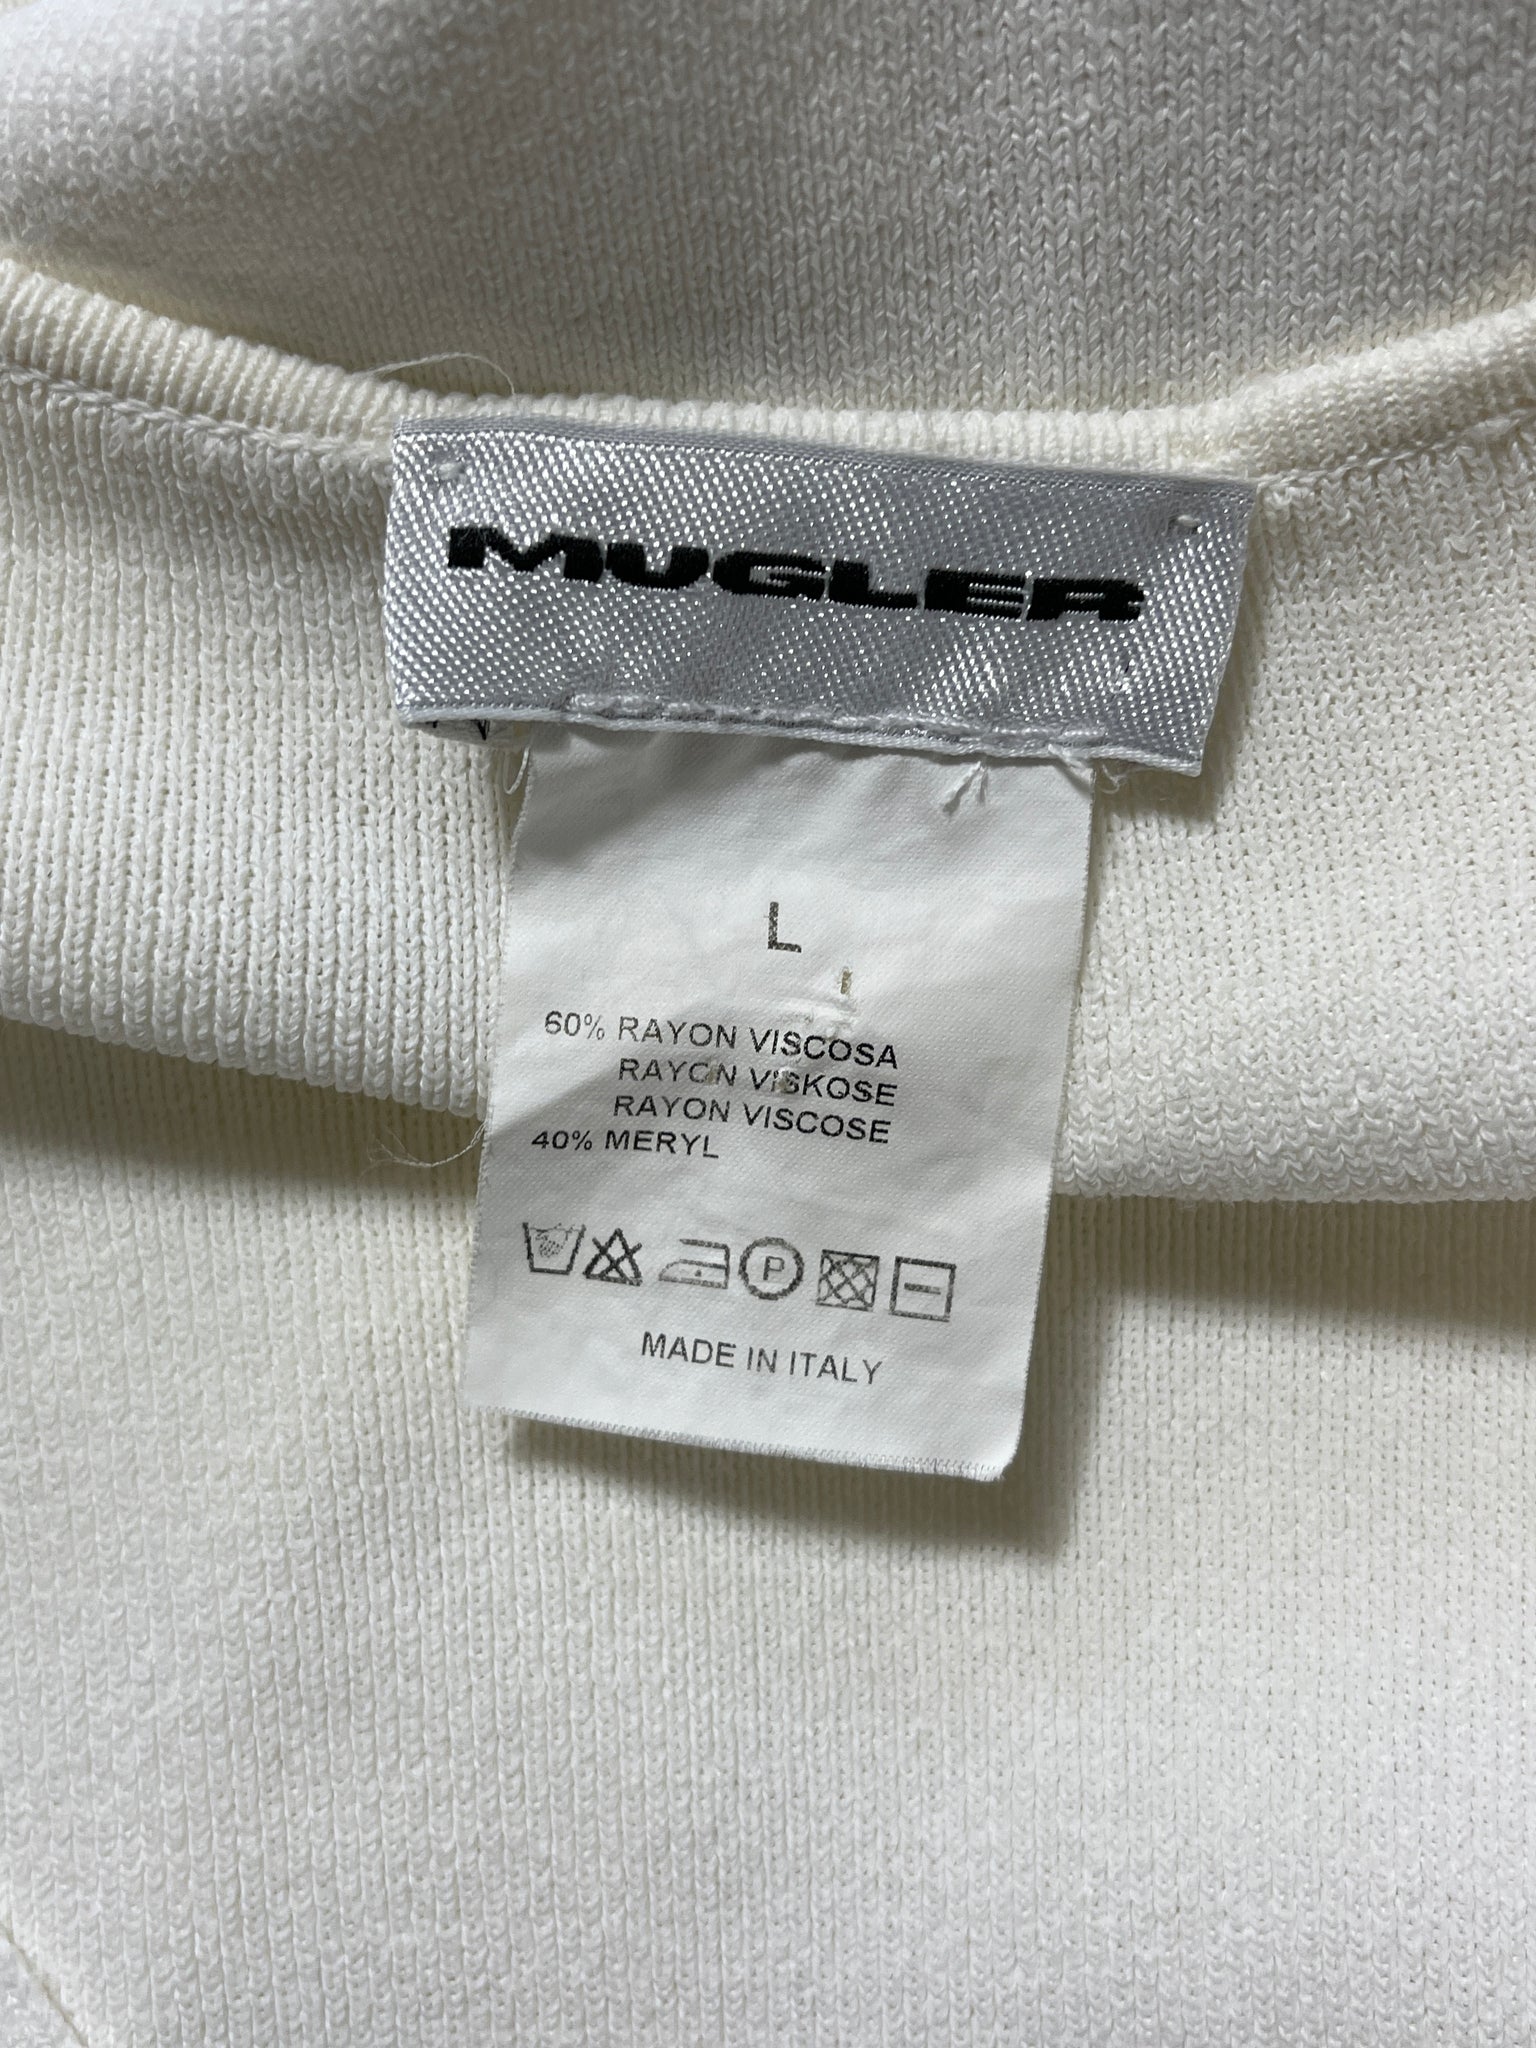 MUGLER
L
60% RAYON VISCOSA
RAYON VISKOSE
RAYON VISCOSE
40% MERYL
P
MADE IN ITALY